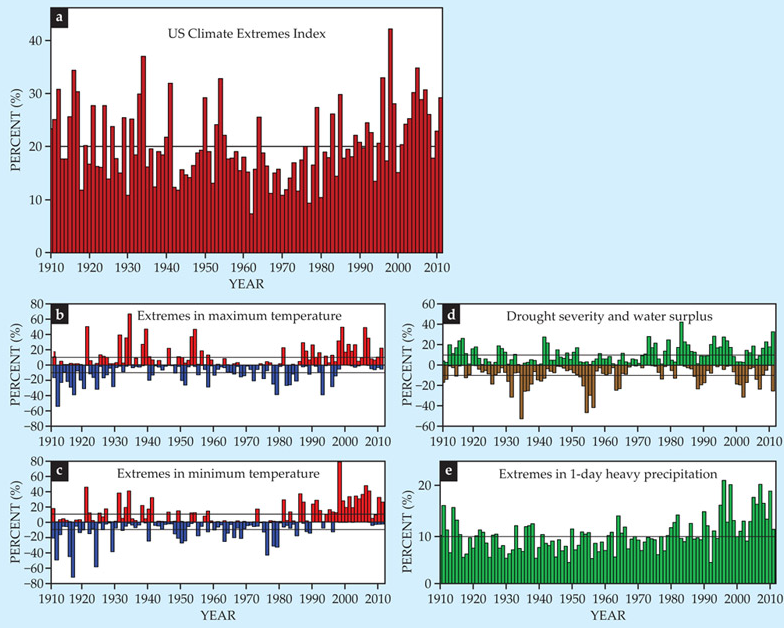 a
US Climate Extremes Index
PERCENT (%)
40
30
20
10
0
1910 1920 1930 1940 1950 1960 1970 1980 1990 2000 2010
YEAR
b
Extremes in maximum temperature
PERCENT (%)
80
60
40
20
0
−20
−40
−60
−80
1910 1920 1930 1940 1950 1960 1970 1980 1990 2000 2010
d
Drought severity and water surplus
PERCENT (%)
60
40
20
0
−20
−40
−60
1910 1920 1930 1940 1950 1960 1970 1980 1990 2000 2010
c
Extremes in minimum temperature
PERCENT (%)
80
60
40
20
0
−20
−40
−60
−80
1910 1920 1930 1940 1950 1960 1970 1980 1990 2000 2010
YEAR
e
Extremes in 1-day heavy precipitation
PERCENT (%)
20
10
0
1910 1920 1930 1940 1950 1960 1970 1980 1990 2000 2010
YEAR